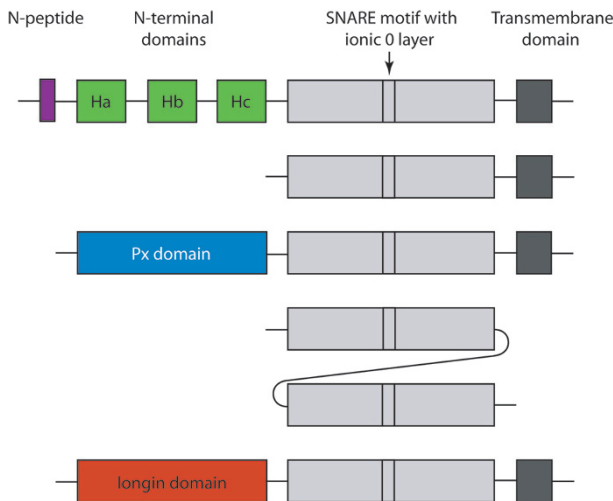 N-peptide
N-terminal
domains
SNARE motif with
ionic 0 layer
Transmembrane
domain
Ha
Hb
Hc
Px domain
longin domain